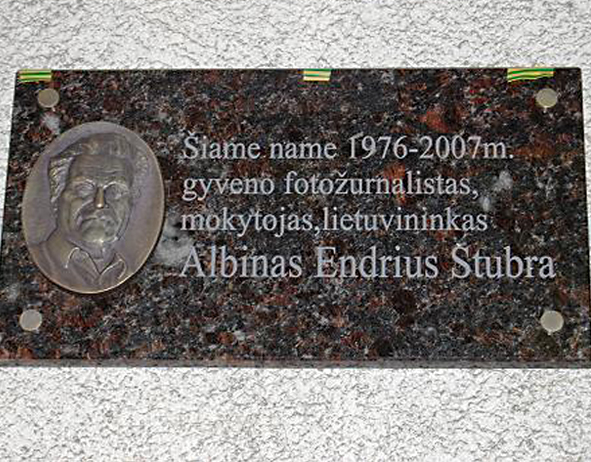 Šiame name 1976-2007m.
gyveno fotožurnalistas,
mokytojas,lietuvininkas
Albinas Endrius Štubra